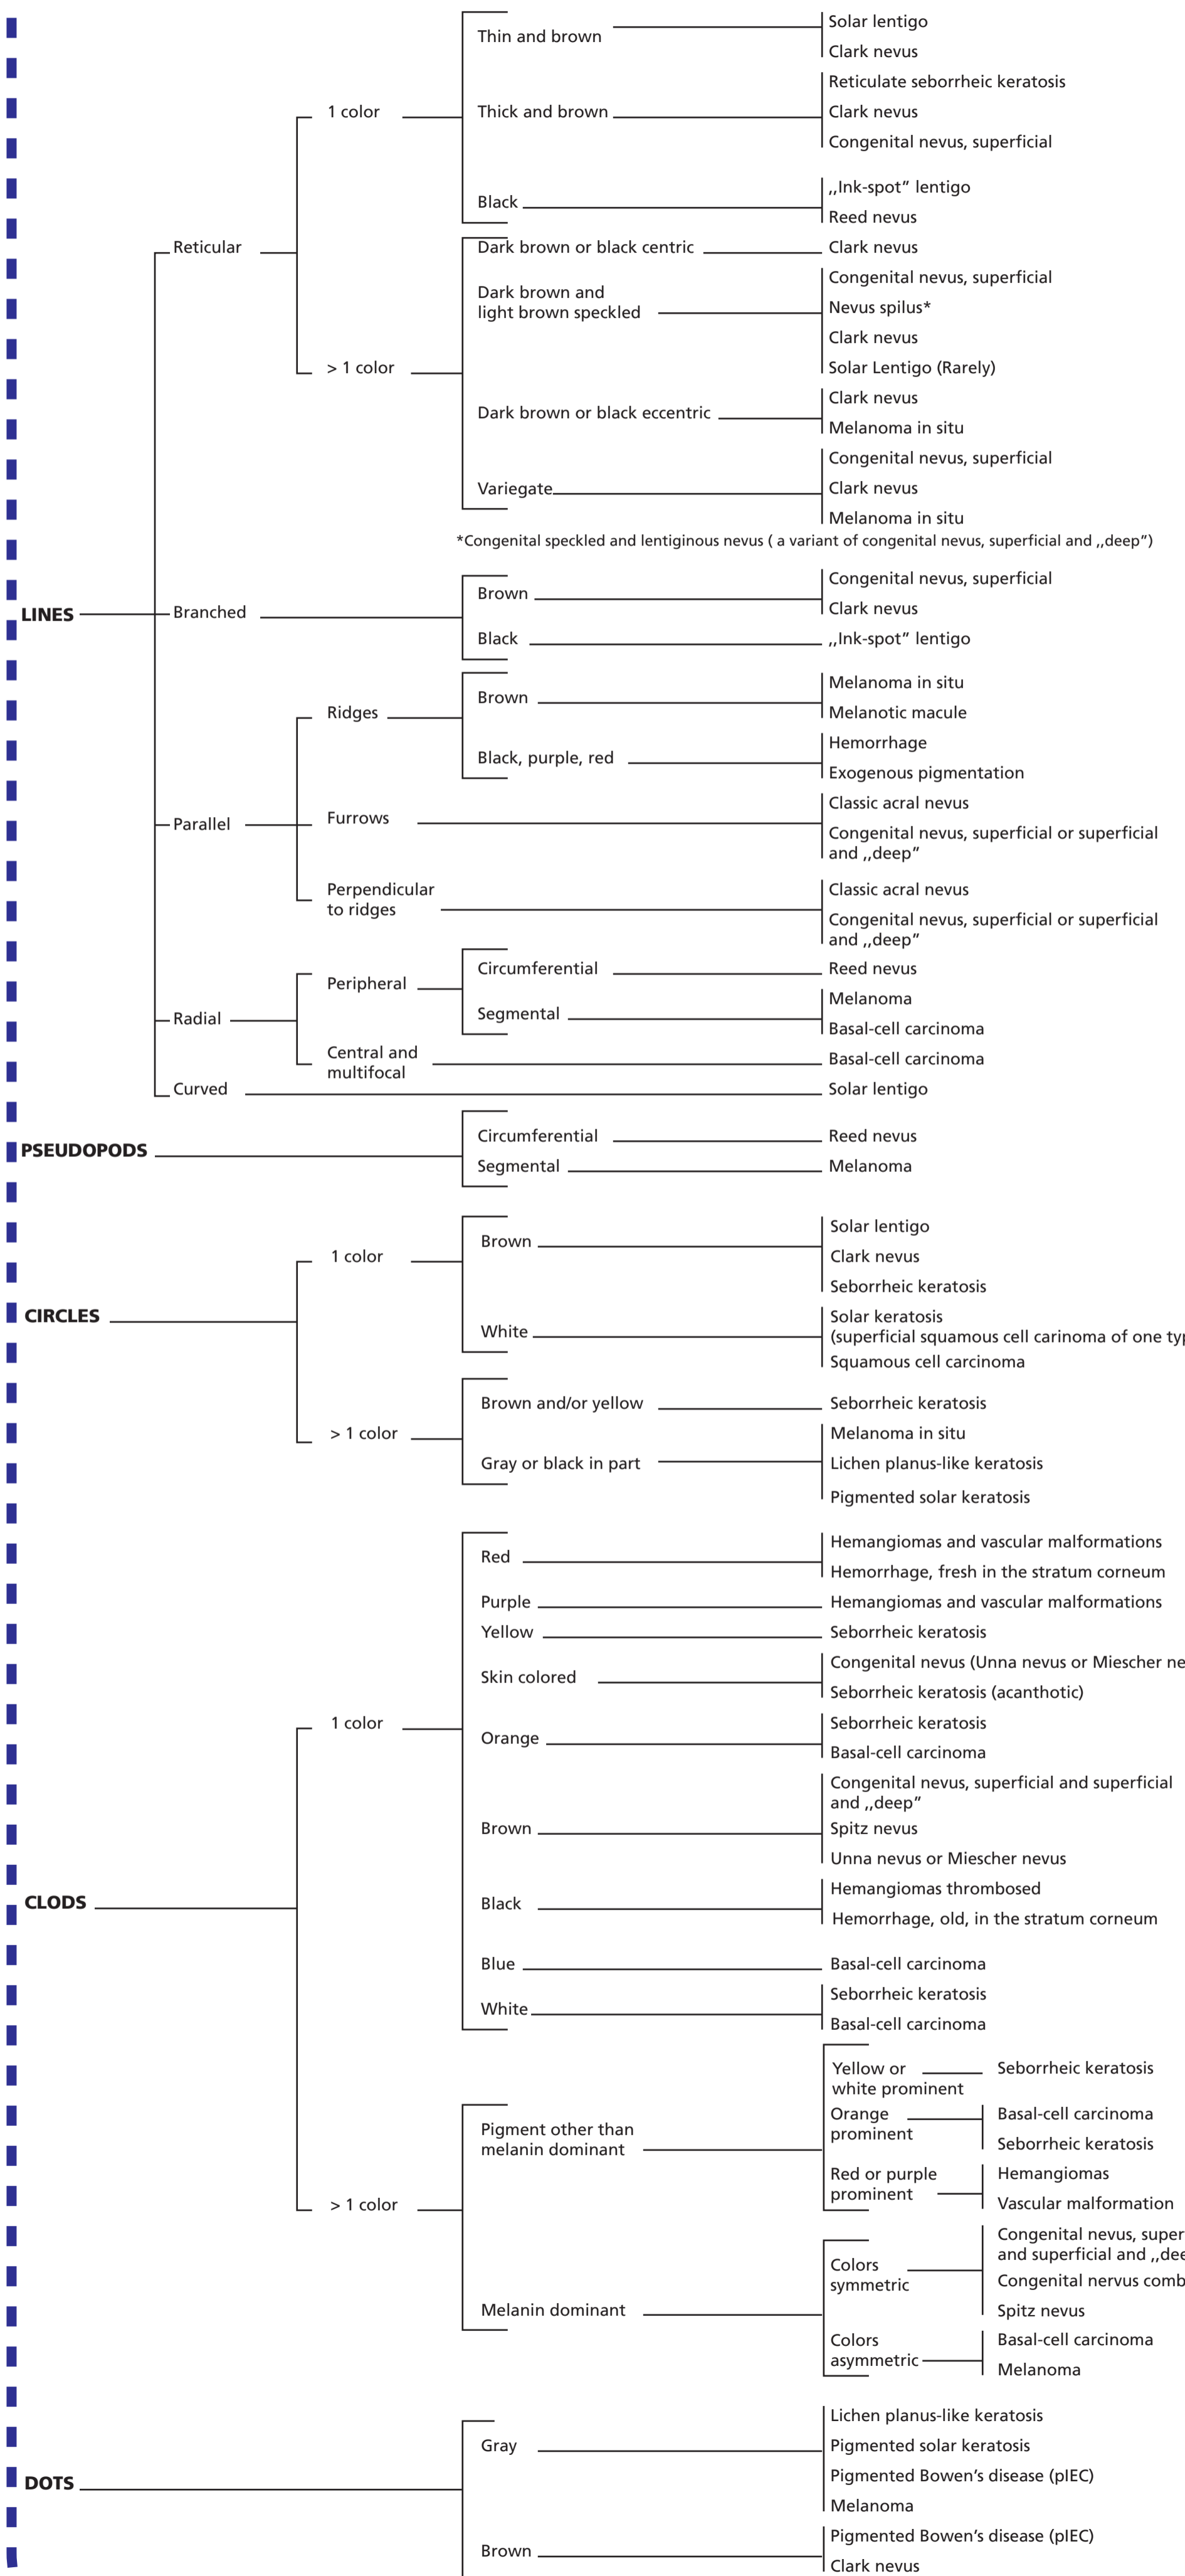 Thin and brown
Solar lentigo
Clark nevus
Reticulate seborrheic keratosis
1 color
Thick and brown
Clark nevus
Congenital nevus, superficial
Black
,,Ink-spot” lentigo
Reed nevus
Reticular
Dark brown or black centric
Clark nevus
Dark brown and
light brown speckled
Congenital nevus, superficial
Nevus spilus*
Clark nevus
> 1 color
Solar Lentigo (Rarely)
Dark brown or black eccentric
Clark nevus
Melanoma in situ
Variegate
Congenital nevus, superficial
Clark nevus
Melanoma in situ
*Congenital speckled and lentiginous nevus ( a variant of congenital nevus, superficial and ,,deep”)
LINES
Branched
Brown
Congenital nevus, superficial
Clark nevus
Black
,,Ink-spot” lentigo
Ridges
Brown
Melanoma in situ
Melanotic macule
Black, purple, red
Hemorrhage
Exogenous pigmentation
Parallel
Furrows
Classic acral nevus
Congenital nevus, superficial or superficial
and ,,deep”
Perpendicular
to ridges
Classic acral nevus
Congenital nevus, superficial or superficial
and ,,deep”
Radial
Peripheral
Circumferential
Reed nevus
Segmental
Melanoma
Basal-cell carcinoma
Central and
multifocal
Basal-cell carcinoma
Curved
Solar lentigo
PSEUDOPODS
Circumferential
Reed nevus
Segmental
Melanoma
CIRCLES
1 color
Brown
Solar lentigo
Clark nevus
Seborrheic keratosis
White
Solar keratosis
(superficial squamous cell carinoma of one
Squamous cell carcinoma
> 1 color
Brown and/or yellow
Seborrheic keratosis
Gray or black in part
Melanoma in situ
Lichen planus-like keratosis
Pigmented solar keratosis
CLODS
1 color
Red
Hemangiomas and vascular malformations
Hemorrhage, fresh in the stratum corneum
Purple
Hemangiomas and vascular malformations
Yellow
Seborrheic keratosis
Skin colored
Congenital nevus (Unna nevus or Miescher
Seborrheic keratosis (acanthotic)
Orange
Seborrheic keratosis
Basal-cell carcinoma
Brown
Congenital nevus, superficial and superficial
and ,,deep”
Spitz nevus
Unna nevus or Miescher nevus
Black
Hemangiomas thrombosed
Hemorrhage, old, in the stratum corneum
Blue
Basal-cell carcinoma
White
Seborrheic keratosis
Basal-cell carcinoma
> 1 color
Pigment other than
melanin dominant
Yellow or
white prominent
Seborrheic keratosis
Orange
prominent
Basal-cell carcinoma
Seborrheic keratosis
Red or purple
prominent
Hemangiomas
Vascular malformation
Melanin dominant
Colors
symmetric
Congenital nevus,
and superficial and
Congenital nervus
Spitz nevus
Colors
asymmetric
Basal-cell carcinoma
Melanoma
DOTS
Gray
Lichen planus-like keratosis
Pigmented solar keratosis
Pigmented Bowen’s disease (pIEC)
Melanoma
Brown
Pigmented Bowen’s disease (pIEC)
Clark nevus